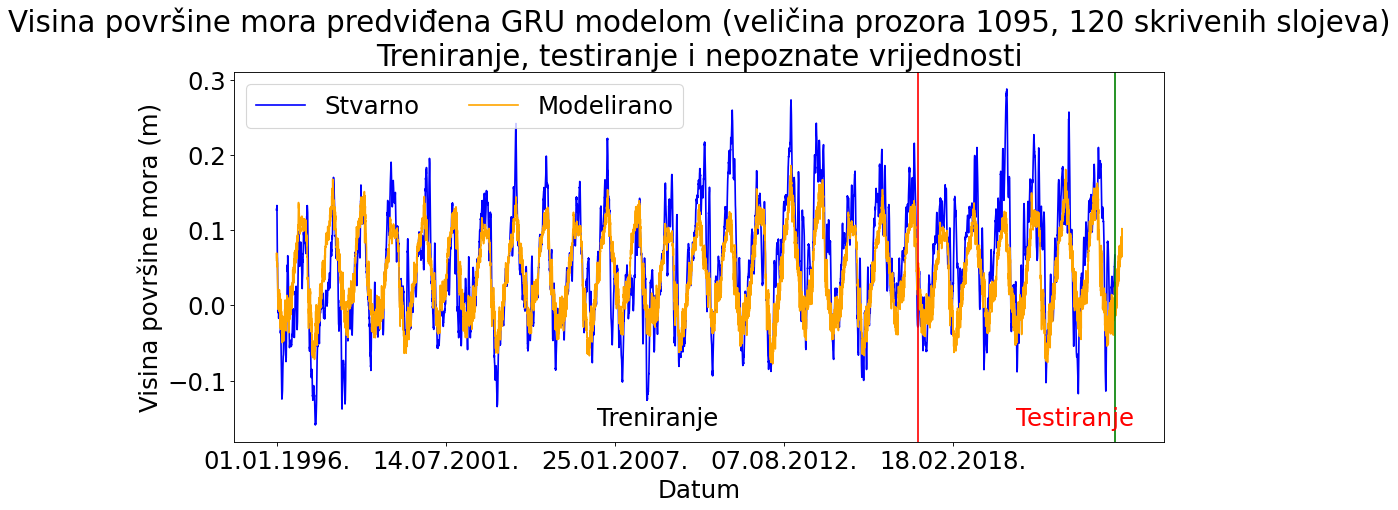 Visina površine mora predviđena GRU modelom (veličina prozora 1095, 120 skrivenih slojeva)
Treniranje, testiranje i nepoznate vrijednosti
Stvarno
Modelirano
Visina površine mora (m)
0.3
0.2
0.1
0.0
−0.1
Treniranje
Testiranje
01.01.1996.
14.07.2001.
25.01.2007.
07.08.2012.
18.02.2018.
Datum